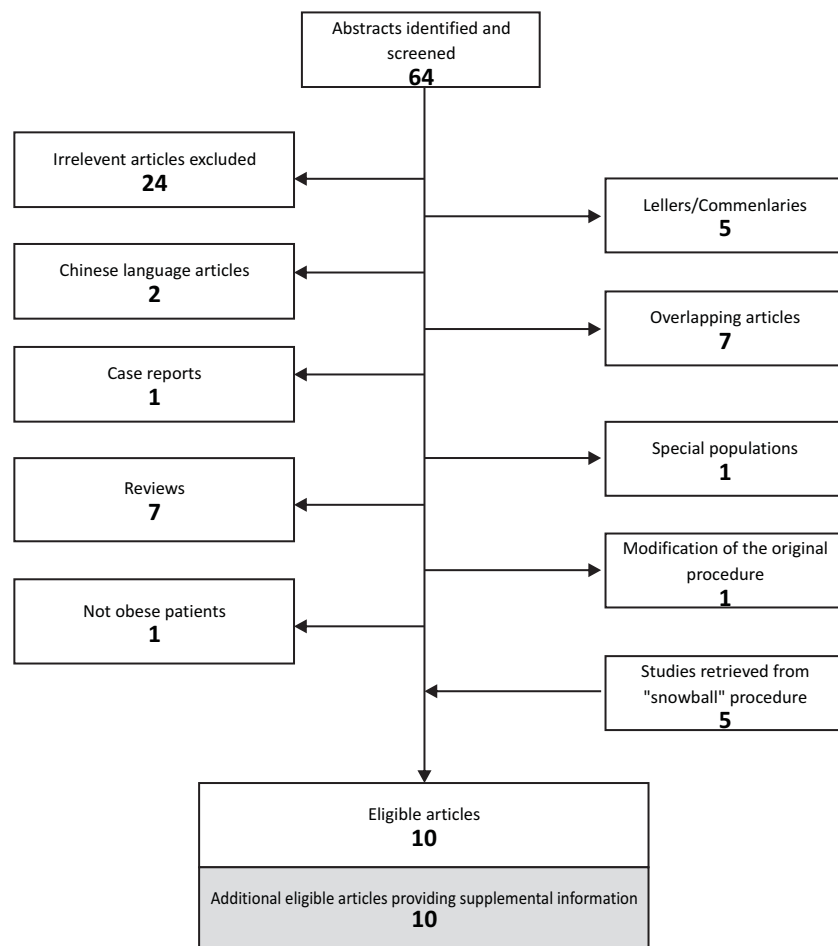 Abstracts identified and
screened
64
Irrelevent articles excluded
24
Lellers/Commenlaries
5
Chinese language articles
2
Overlapping articles
7
Case reports
1
Special populations
1
Reviews
7
Modification of the original
procedure
1
Not obese patients
1
Studies retrieved from
"snowball" procedure
5
Eligible articles
10
Additional eligible articles providing supplemental information
10